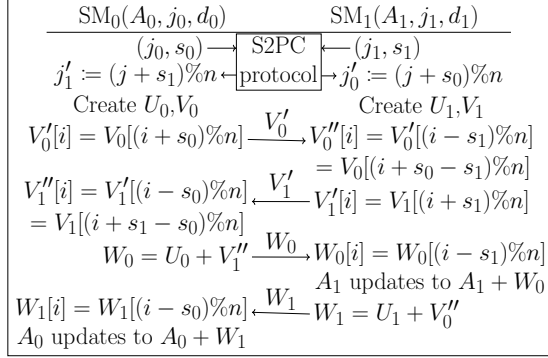 SM₀(A₀, j₀, d₀) SM₁(A₁, j₁, d₁)
(j₀, s₀) S2PC (j₁, s₁)
j′₁ := (j + s₁)%n protocol j′₀ := (j + s₀)%n
Create U₀,V₀ Create U₁,V₁
V′₀[i] = V₀[(i + s₀)%n] V′₀ V″₀[i] = V′₀[(i − s₁)%n]
= V₀[(i + s₀ − s₁)%n]
V″₁[i] = V′₁[(i − s₀)%n] V′₁ V′₁[i] = V₁[(i + s₁)%n]
= V₁[(i + s₁ − s₀)%n]
W₀ = U₀ + V″₁ W₀ W₀[i] = W₀[(i − s₁)%n]
A₁ updates to A₁ + W₀
W₁[i] = W₁[(i − s₀)%n] W₁ W₁ = U₁ + V″₀
A₀ updates to A₀ + W₁